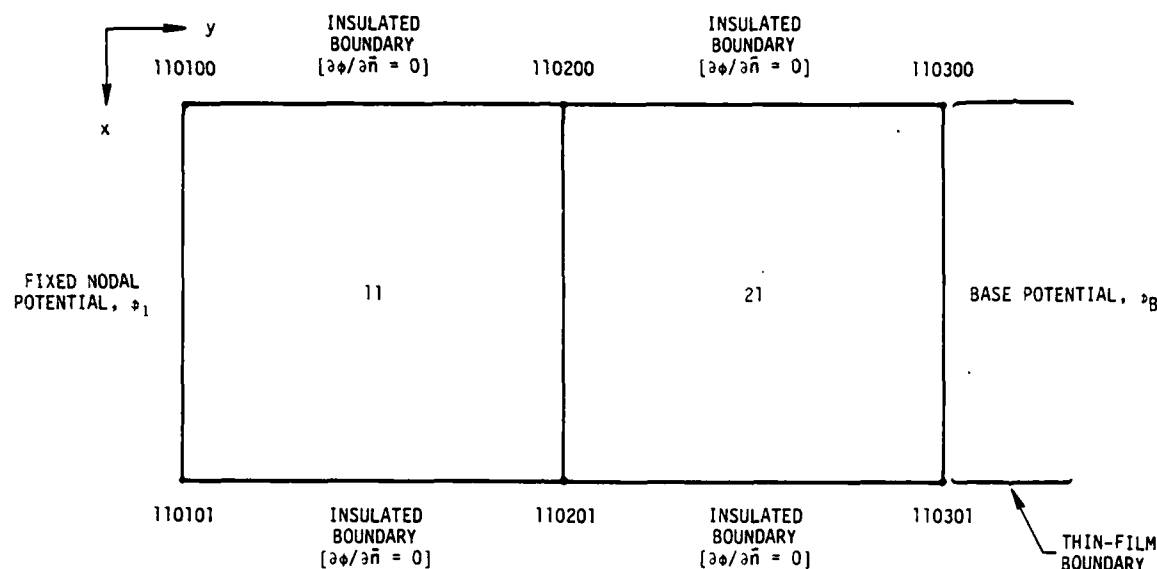 y
x
INSULATED
BOUNDARY
[∂φ/∂n̄ = 0]
INSULATED
BOUNDARY
[∂φ/∂n̄ = 0]
110100
110200
110300
FIXED NODAL
POTENTIAL, φ₁
11
21
BASE POTENTIAL, φB
110101
110201
110301
INSULATED
BOUNDARY
[∂φ/∂n̄ = 0]
INSULATED
BOUNDARY
[∂φ/∂n̄ = 0]
THIN-FILM
BOUNDARY